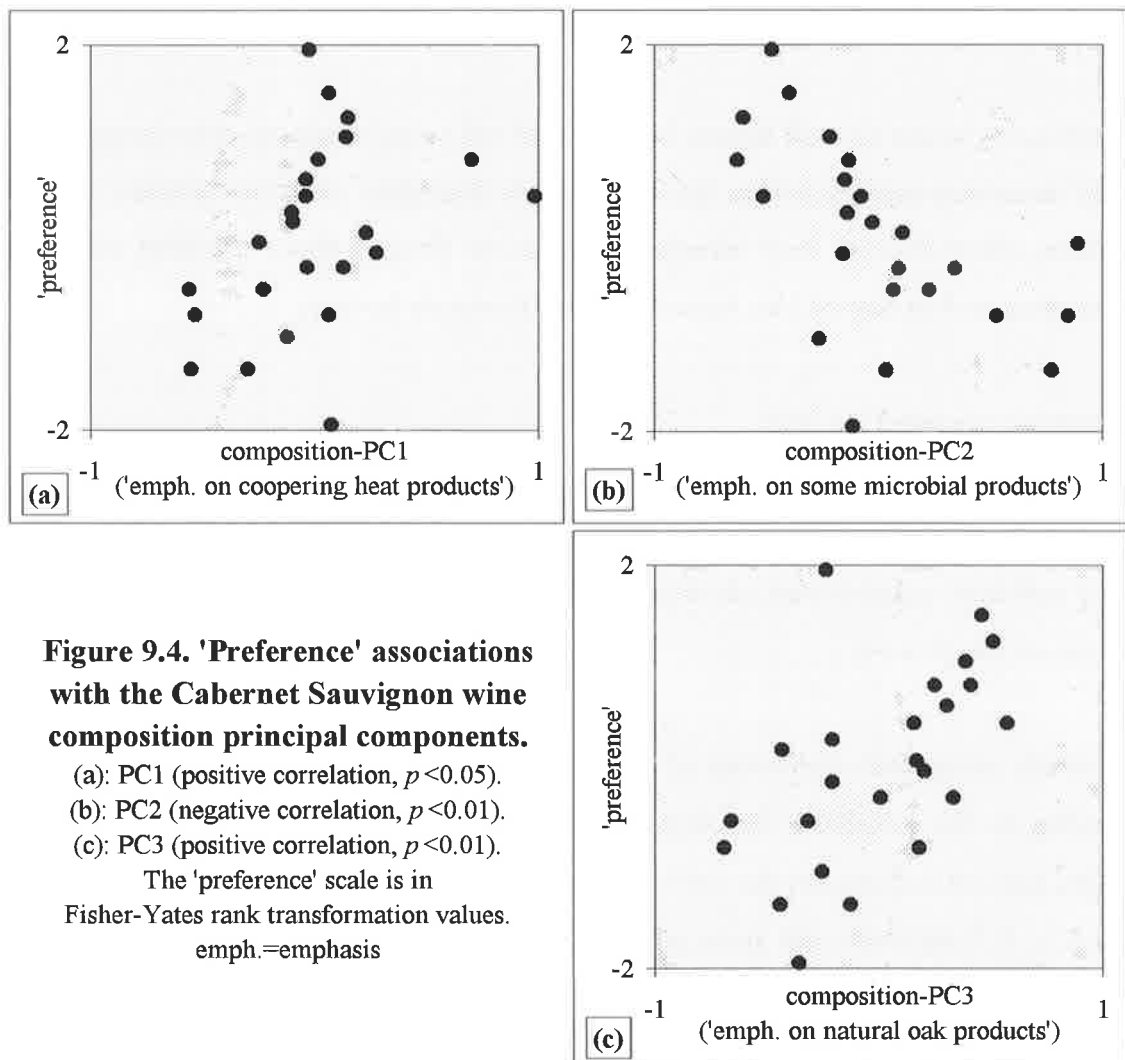 2
'preference'
-2
-1
composition-PC1
1
('emph. on coopering heat products')
(a)
2
'preference'
-2
-1
composition-PC2
1
('emph. on some microbial products')
(b)
Figure 9.4. 'Preference' associations
with the Cabernet Sauvignon wine
composition principal components.
(a): PC1 (positive correlation, p<0.05).
(b): PC2 (negative correlation, p<0.01).
(c): PC3 (positive correlation, p<0.01).
The 'preference' scale is in
Fisher-Yates rank transformation values.
emph.=emphasis
2
'preference'
-2
-1
composition-PC3
1
('emph. on natural oak products')
(c)